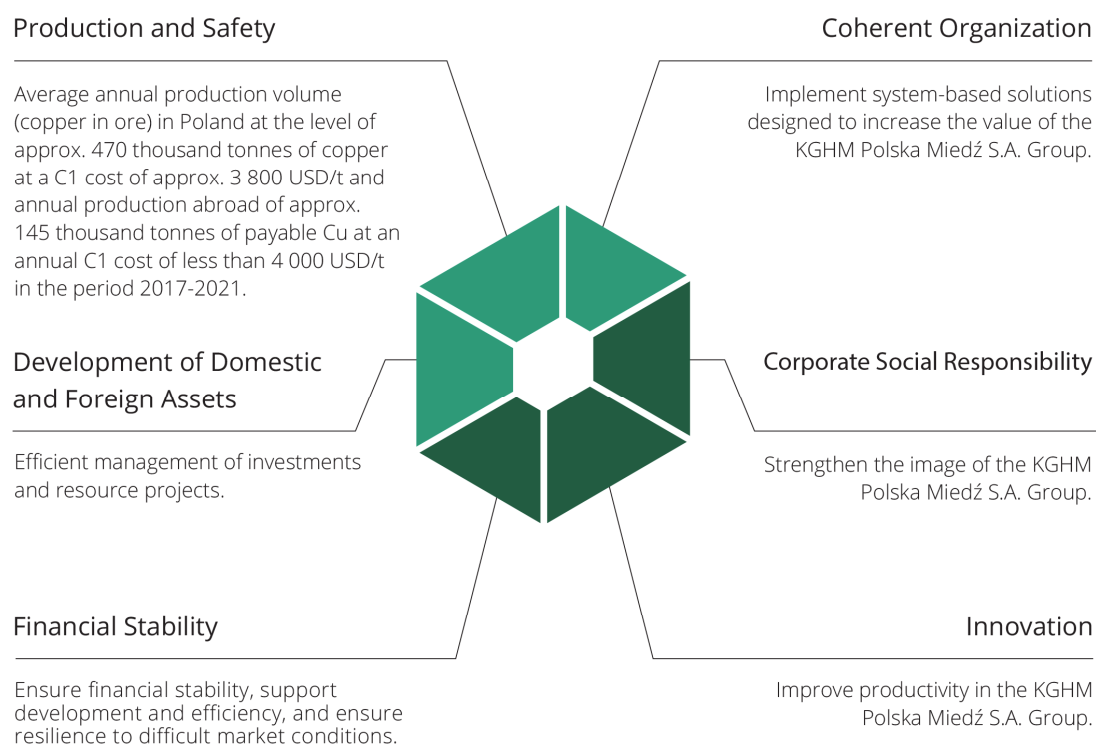 Production and Safety
Average annual production volume
(copper in ore) in Poland at the level of
approx. 470 thousand tonnes of copper
at a C1 cost of approx. 3 800 USD/t and
annual production abroad of approx.
145 thousand tonnes of payable Cu at an
annual C1 cost of less than 4 000 USD/t
in the period 2017-2021.
Coherent Organization
Implement system-based solutions
designed to increase the value of the
KGHM Polska Miedź S.A. Group.
Development of Domestic
and Foreign Assets
Efficient management of investments
and resource projects.
Corporate Social Responsibility
Strengthen the image of the KGHM
Polska Miedź S.A. Group.
Financial Stability
Ensure financial stability, support
development and efficiency, and ensure
resilience to difficult market conditions.
Innovation
Improve productivity in the KGHM
Polska Miedź S.A. Group.